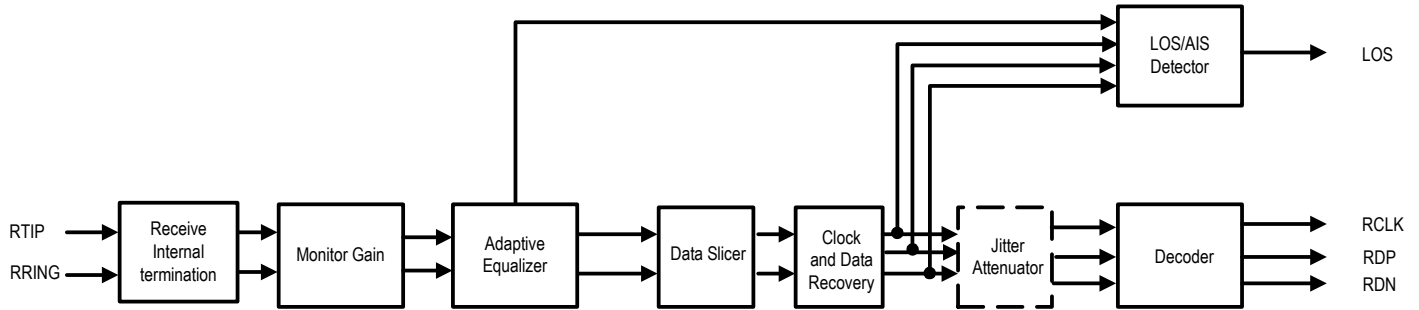 LOS/AIS
Detector
LOS
RTIP
RRING
Receive
Internal
termination
Monitor Gain
Adaptive
Equalizer
Data Slicer
Clock
and Data
Recovery
Jitter
Attenuator
Decoder
RCLK
RDP
RDN